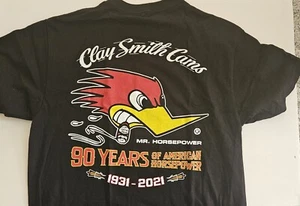 Clay Smith Cams
®
MR. HORSEPOWER
90 YEARS OF AMERICAN HORSEPOWER
1931-2021